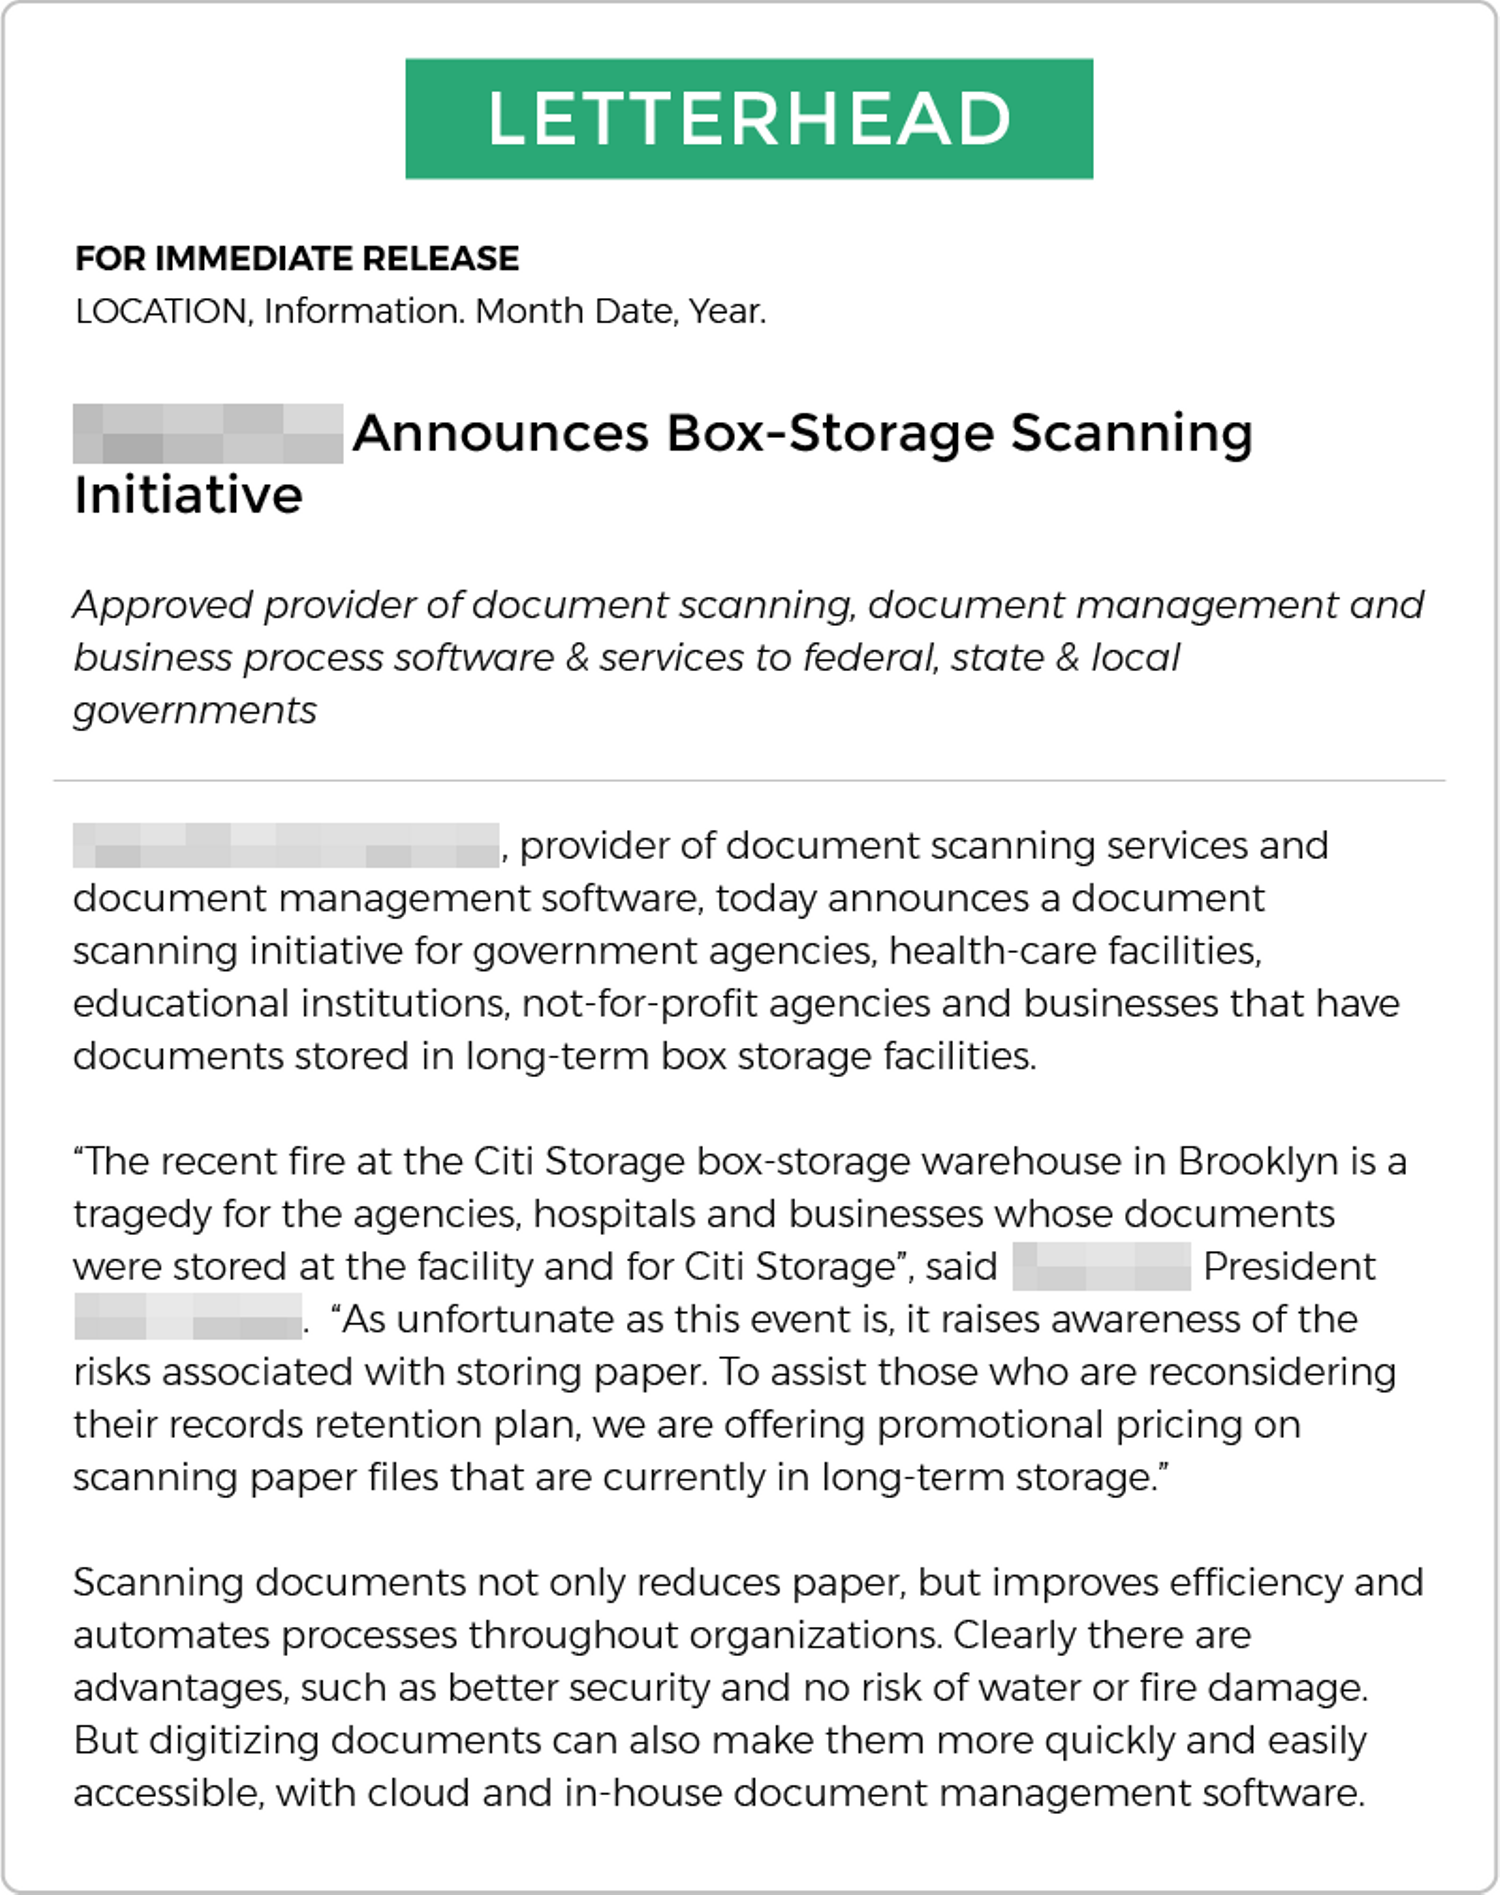 LETTERHEAD
FOR IMMEDIATE RELEASE
LOCATION, Information. Month Date, Year.
Announces Box-Storage Scanning
Initiative
Approved provider of document scanning, document management and
business process software & services to federal, state & local
governments
, provider of document scanning services and
document management software, today announces a document
scanning initiative for government agencies, health-care facilities,
educational institutions, not-for-profit agencies and businesses that have
documents stored in long-term box storage facilities.
“The recent fire at the Citi Storage box-storage warehouse in Brooklyn is a
tragedy for the agencies, hospitals and businesses whose documents
were stored at the facility and for Citi Storage”, said President
. “As unfortunate as this event is, it raises awareness of the
risks associated with storing paper. To assist those who are reconsidering
their records retention plan, we are offering promotional pricing on
scanning paper files that are currently in long-term storage.”
Scanning documents not only reduces paper, but improves efficiency and
automates processes throughout organizations. Clearly there are
advantages, such as better security and no risk of water or fire damage.
But digitizing documents can also make them more quickly and easily
accessible, with cloud and in-house document management software.